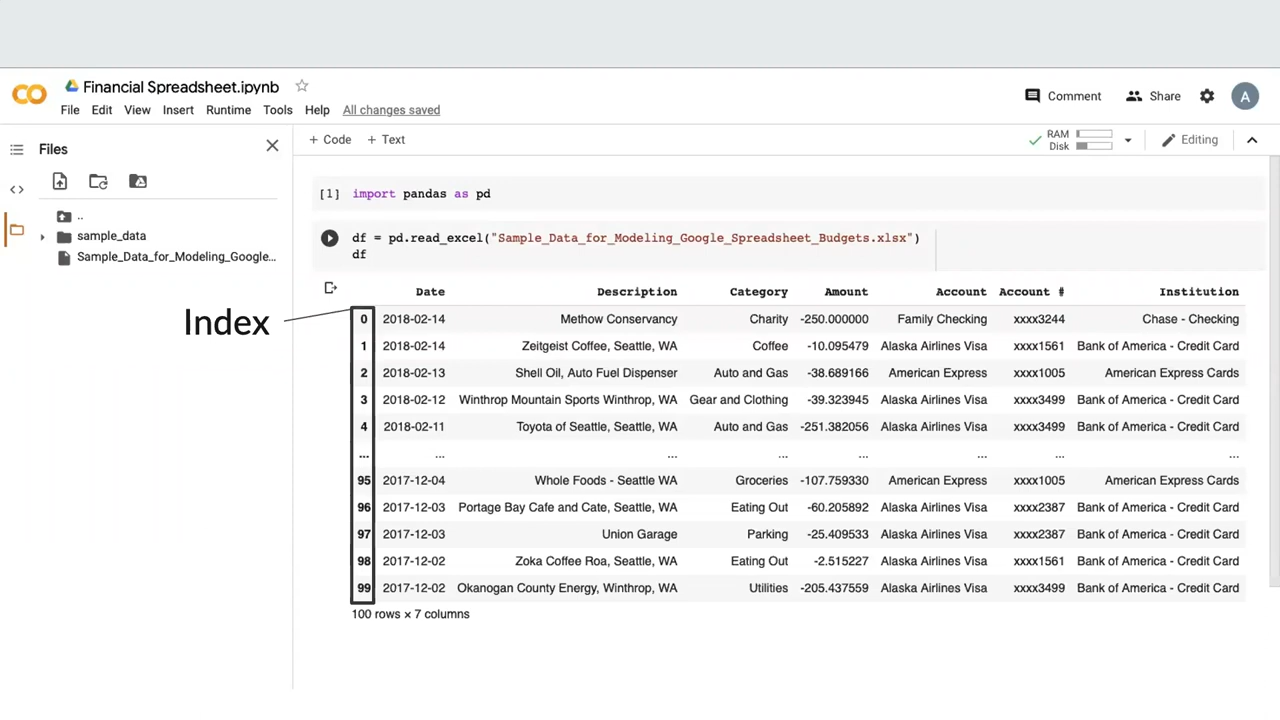 Financial Spreadsheet.ipynb
File Edit View Insert Runtime Tools Help All changes saved
Comment Share A
Files
+ Code + Text
RAM
Disk
Editing
..
sample_data
Sample_Data_for_Modeling_Google...
[1] import pandas as pd
df = pd.read_excel("Sample_Data_for_Modeling_Google_Spreadsheet_Budgets.xlsx")
df
Index
Date Description Category Amount Account Account # Institution
0 2018-02-14 Methow Conservancy Charity -250.000000 Family Checking xxxx3244 Chase - Checking
1 2018-02-14 Zeitgeist Coffee, Seattle, WA Coffee -10.095479 Alaska Airlines Visa xxxx1561 Bank of America - Credit Card
2 2018-02-13 Shell Oil, Auto Fuel Dispenser Auto and Gas -38.689166 American Express xxxx1005 American Express Cards
3 2018-02-12 Winthrop Mountain Sports Winthrop, WA Gear and Clothing -39.323945 Alaska Airlines Visa xxxx3499 Bank of America - Credit Card
4 2018-02-11 Toyota of Seattle, Seattle, WA Auto and Gas -251.382056 Alaska Airlines Visa xxxx3499 Bank of America - Credit Card
... ... ... ... ... ... ... ...
95 2017-12-04 Whole Foods - Seattle WA Groceries -107.759330 American Express xxxx1005 American Express Cards
96 2017-12-03 Portage Bay Cafe and Cate, Seattle, WA Eating Out -60.205892 Alaska Airlines Visa xxxx2387 Bank of America - Credit Card
97 2017-12-03 Union Garage Parking -25.409533 Alaska Airlines Visa xxxx2387 Bank of America - Credit Card
98 2017-12-02 Zoka Coffee Roa, Seattle, WA Eating Out -2.515227 Alaska Airlines Visa xxxx1561 Bank of America - Credit Card
99 2017-12-02 Okanogan County Energy, Winthrop, WA Utilities -205.437559 Alaska Airlines Visa xxxx3499 Bank of America - Credit Card
100 rows × 7 columns